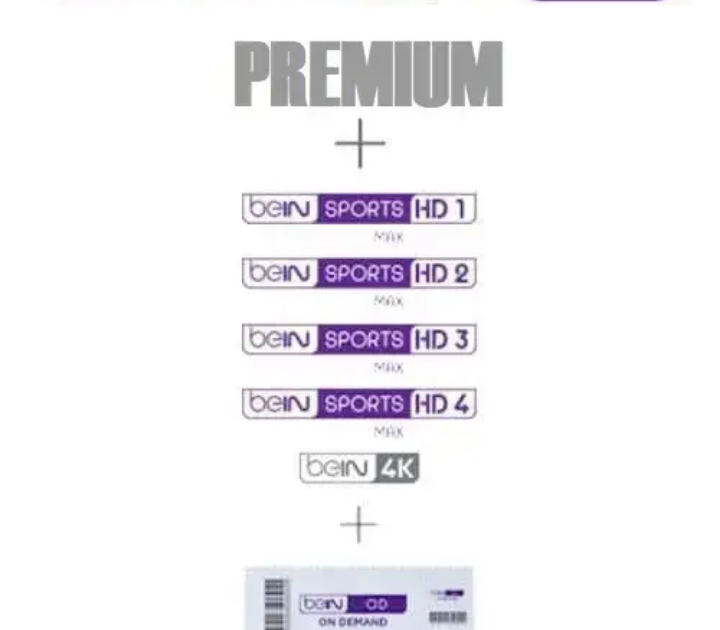 PREMIUM
+
beIN SPORTS HD 1
MAX
beIN SPORTS HD 2
MAX
beIN SPORTS HD 3
MAX
beIN SPORTS HD 4
MAX
beIN 4K
+
beIN OD
ON DEMAND